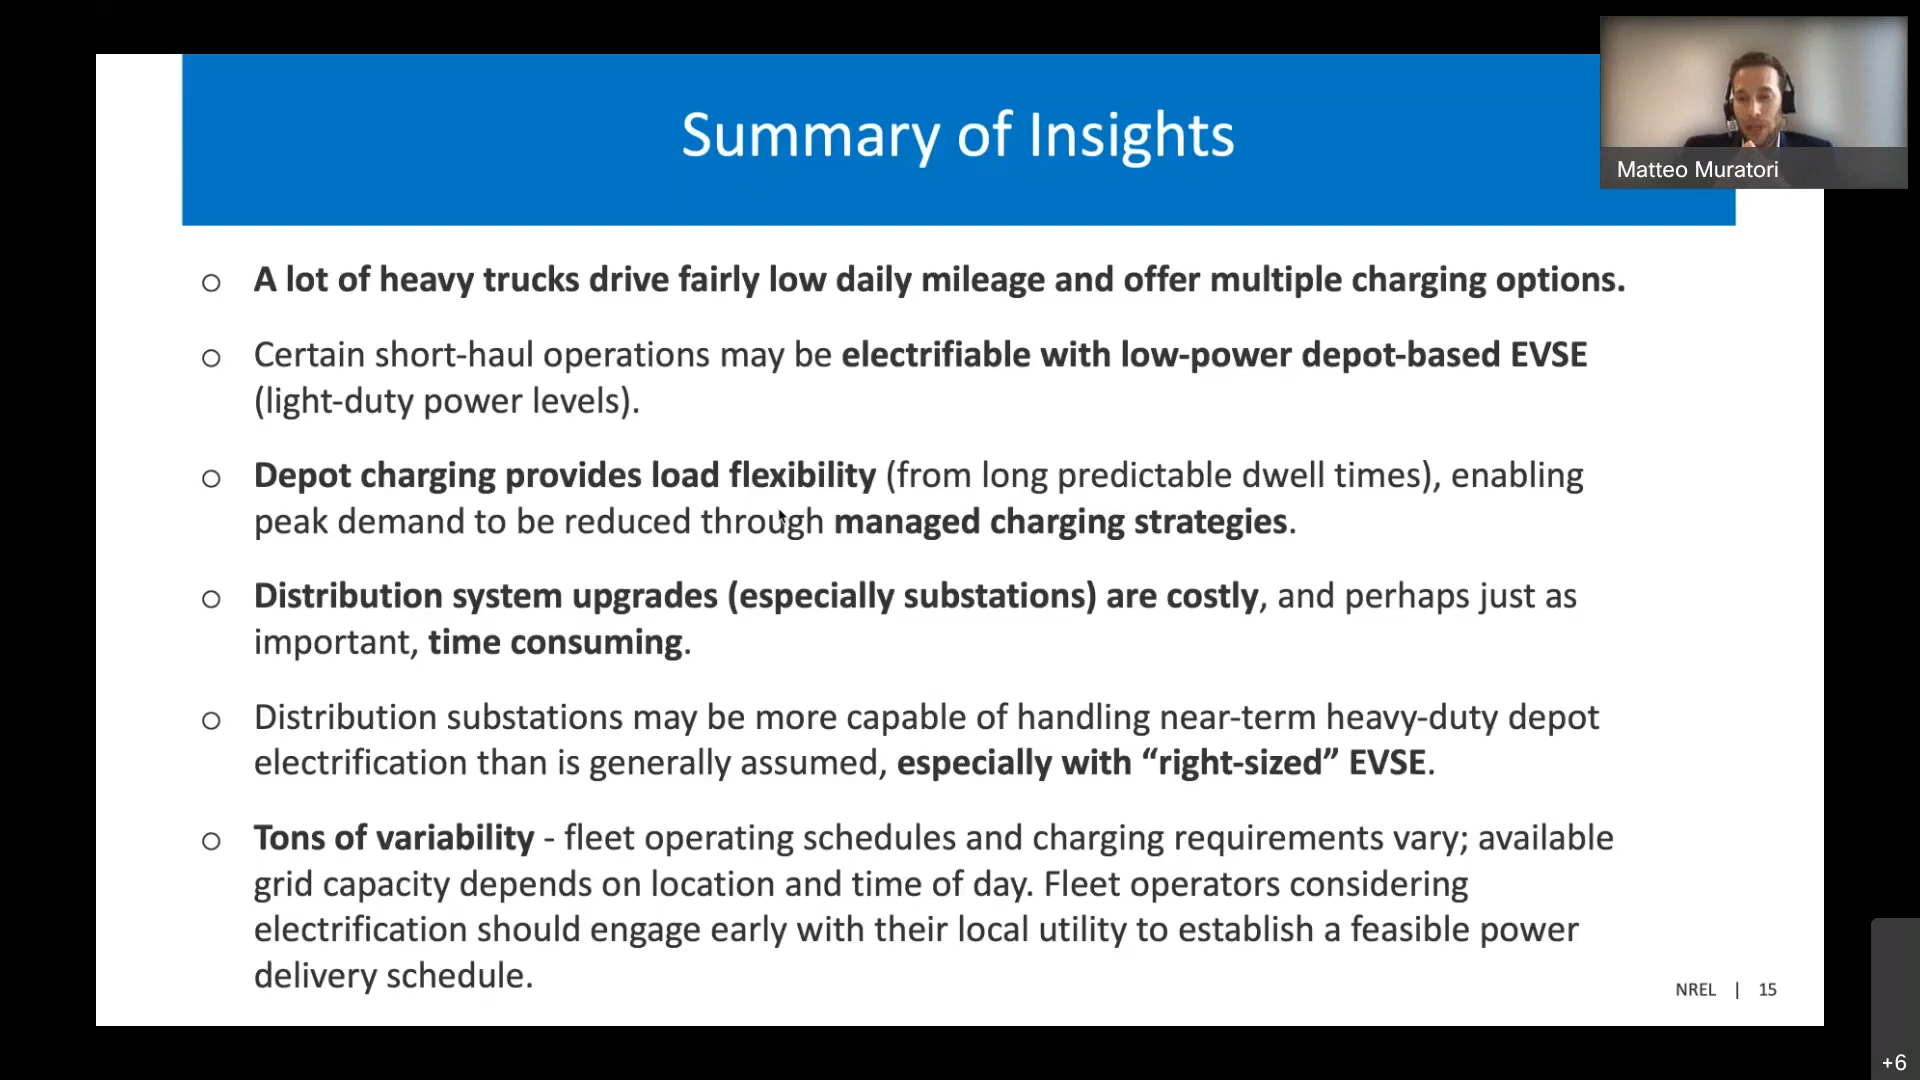 Summary of Insights
Matteo Muratori
○ A lot of heavy trucks drive fairly low daily mileage and offer multiple charging options.
○ Certain short-haul operations may be electrifiable with low-power depot-based EVSE
(light-duty power levels).
○ Depot charging provides load flexibility (from long predictable dwell times), enabling
peak demand to be reduced through managed charging strategies.
○ Distribution system upgrades (especially substations) are costly, and perhaps just as
important, time consuming.
○ Distribution substations may be more capable of handling near-term heavy-duty depot
electrification than is generally assumed, especially with “right-sized” EVSE.
○ Tons of variability - fleet operating schedules and charging requirements vary; available
grid capacity depends on location and time of day. Fleet operators considering
electrification should engage early with their local utility to establish a feasible power
delivery schedule.
NREL | 15
+6